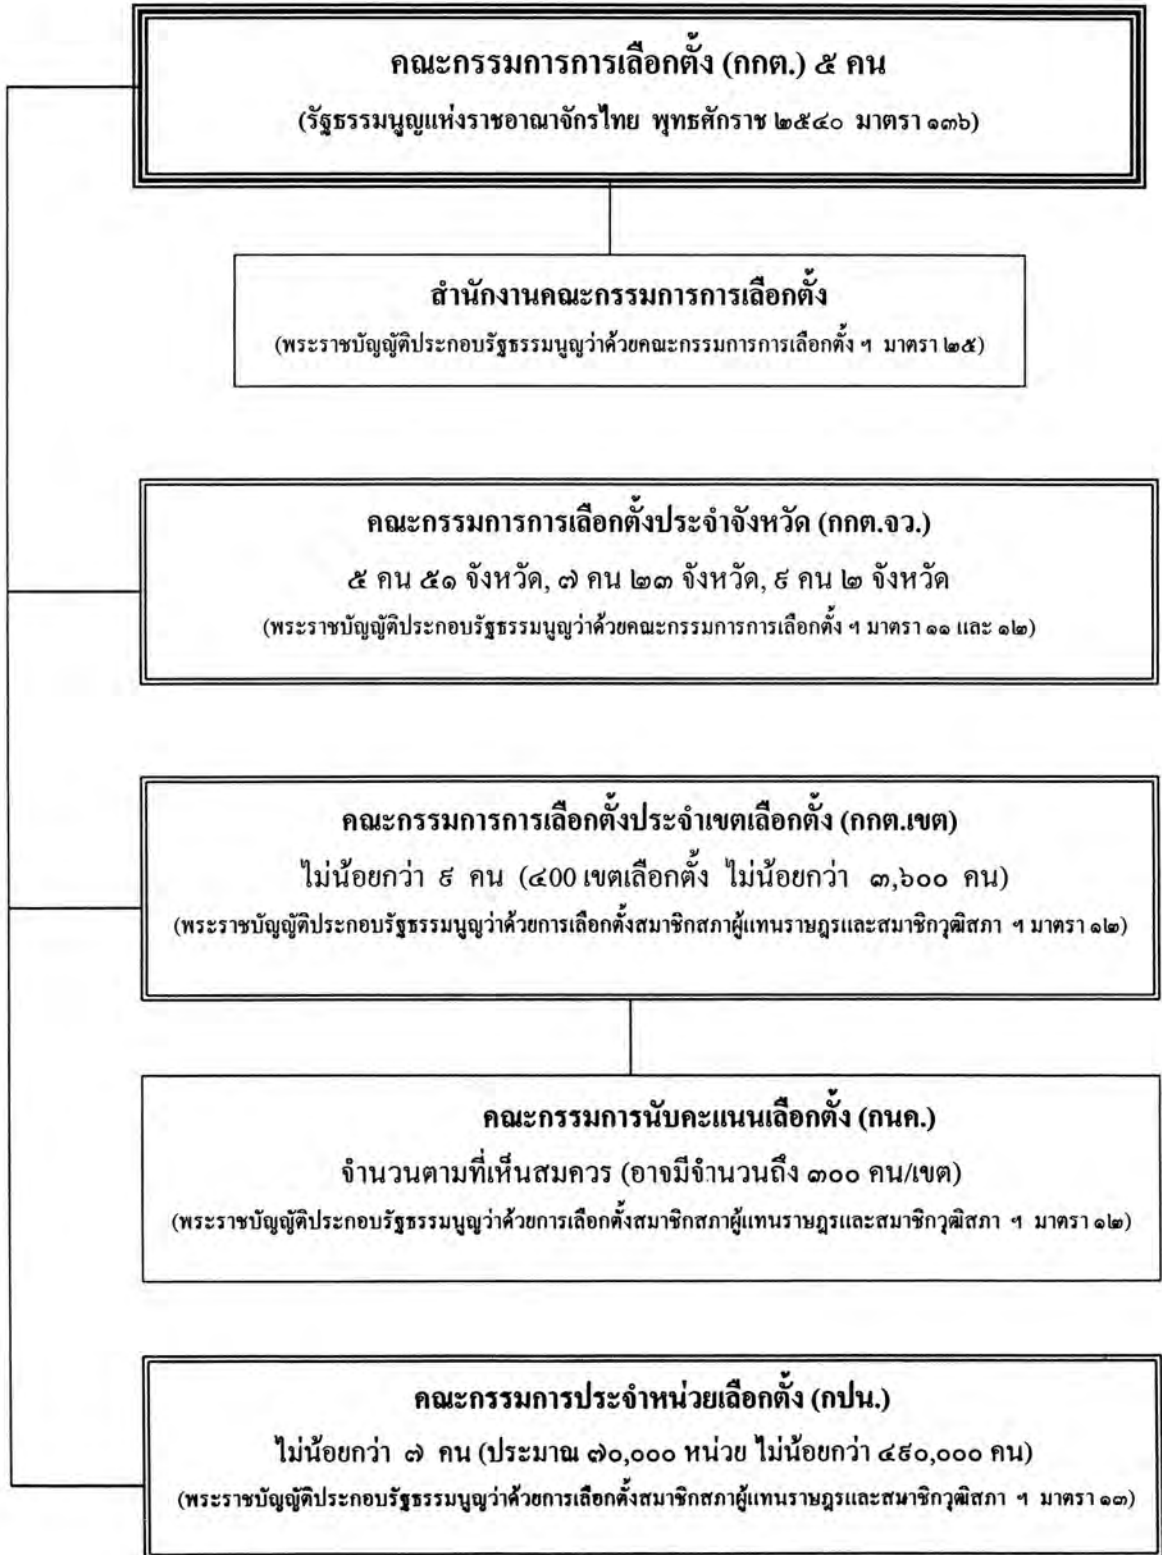 คณะกรรมการการเลือกตั้ง (กกต.) ๕ คน
(รัฐธรรมนูญแห่งราชอาณาจักรไทย พุทธศักราช ๒๕๔๐ มาตรา ๑๓๖)
สำนักงานคณะกรรมการการเลือกตั้ง
(พระราชบัญญัติประกอบรัฐธรรมนูญว่าด้วยคณะกรรมการการเลือกตั้ง ฯ มาตรา ๒๕)
คณะกรรมการการเลือกตั้งประจำจังหวัด (กกต.จว.)
๕ คน ๕๑ จังหวัด, ๗ คน ๒๓ จังหวัด, ๙ คน ๒ จังหวัด
(พระราชบัญญัติประกอบรัฐธรรมนูญว่าด้วยคณะกรรมการการเลือกตั้ง ฯ มาตรา ๑๑ และ ๑๒)
คณะกรรมการการเลือกตั้งประจำเขตเลือกตั้ง (กกต.เขต)
ไม่น้อยกว่า ๙ คน (๔00 เขตเลือกตั้ง ไม่น้อยกว่า ๓,๖๐๐ คน)
(พระราชบัญญัติประกอบรัฐธรรมนูญว่าด้วยการเลือกตั้งสมาชิกสภาผู้แทนราษฎรและสมาชิกวุฒิสภา ฯ มาตรา ๑๒)
คณะกรรมการนับคะแนนเลือกตั้ง (กนค.)
จำนวนตามที่เห็นสมควร (อาจมีจำนวนถึง ๓๐๐ คน/เขต)
(พระราชบัญญัติประกอบรัฐธรรมนูญว่าด้วยการเลือกตั้งสมาชิกสภาผู้แทนราษฎรและสมาชิกวุฒิสภา ฯ มาตรา ๑๒)
คณะกรรมการประจำหน่วยเลือกตั้ง (กปน.)
ไม่น้อยกว่า ๗ คน (ประมาณ ๗๐,๐๐๐ หน่วย ไม่น้อยกว่า ๔๙๐,๐๐๐ คน)
(พระราชบัญญัติประกอบรัฐธรรมนูญว่าด้วยการเลือกตั้งสมาชิกสภาผู้แทนราษฎรและสมาชิกวุฒิสภา ฯ มาตรา ๑๓)